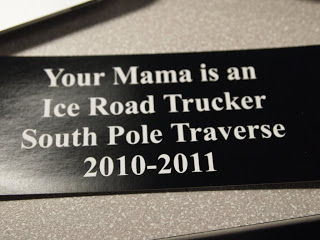 Your Mama is an
Ice Road Trucker
South Pole Traverse
2010-2011